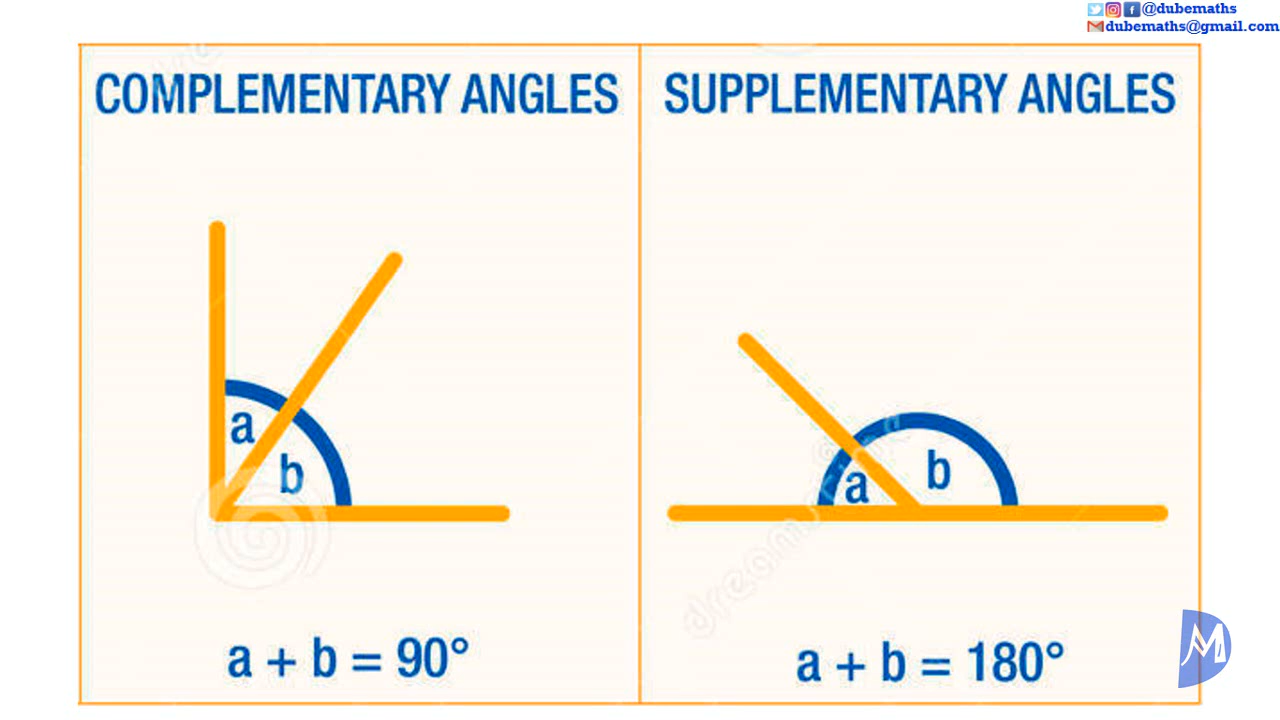 @dubemaths
dubemaths@gmail.com
COMPLEMENTARY ANGLES
a
b
a + b = 90°
SUPPLEMENTARY ANGLES
a
b
a + b = 180°
M